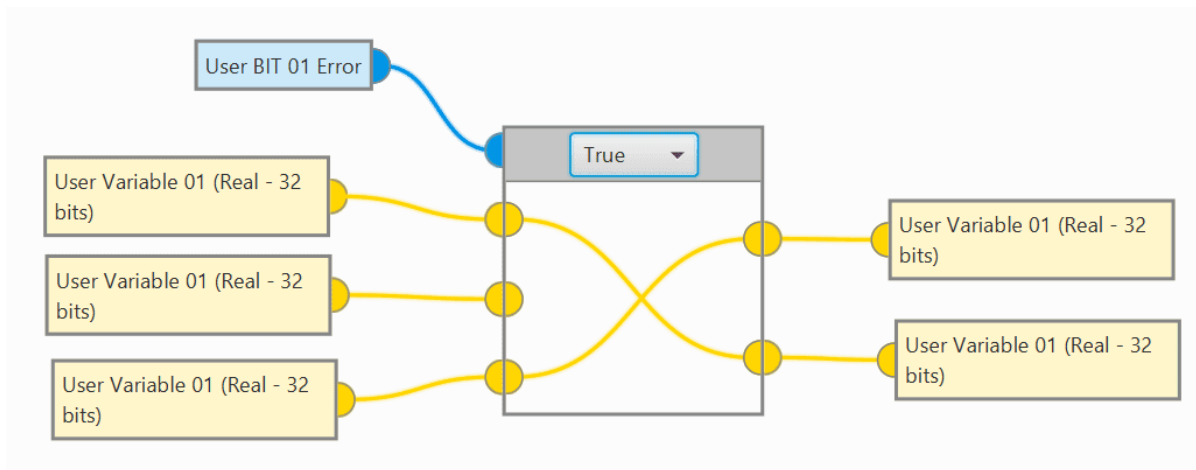 User BIT 01 Error
True
User Variable 01 (Real - 32
bits)
User Variable 01 (Real - 32
bits)
User Variable 01 (Real - 32
bits)
User Variable 01 (Real - 32
bits)
User Variable 01 (Real - 32
bits)